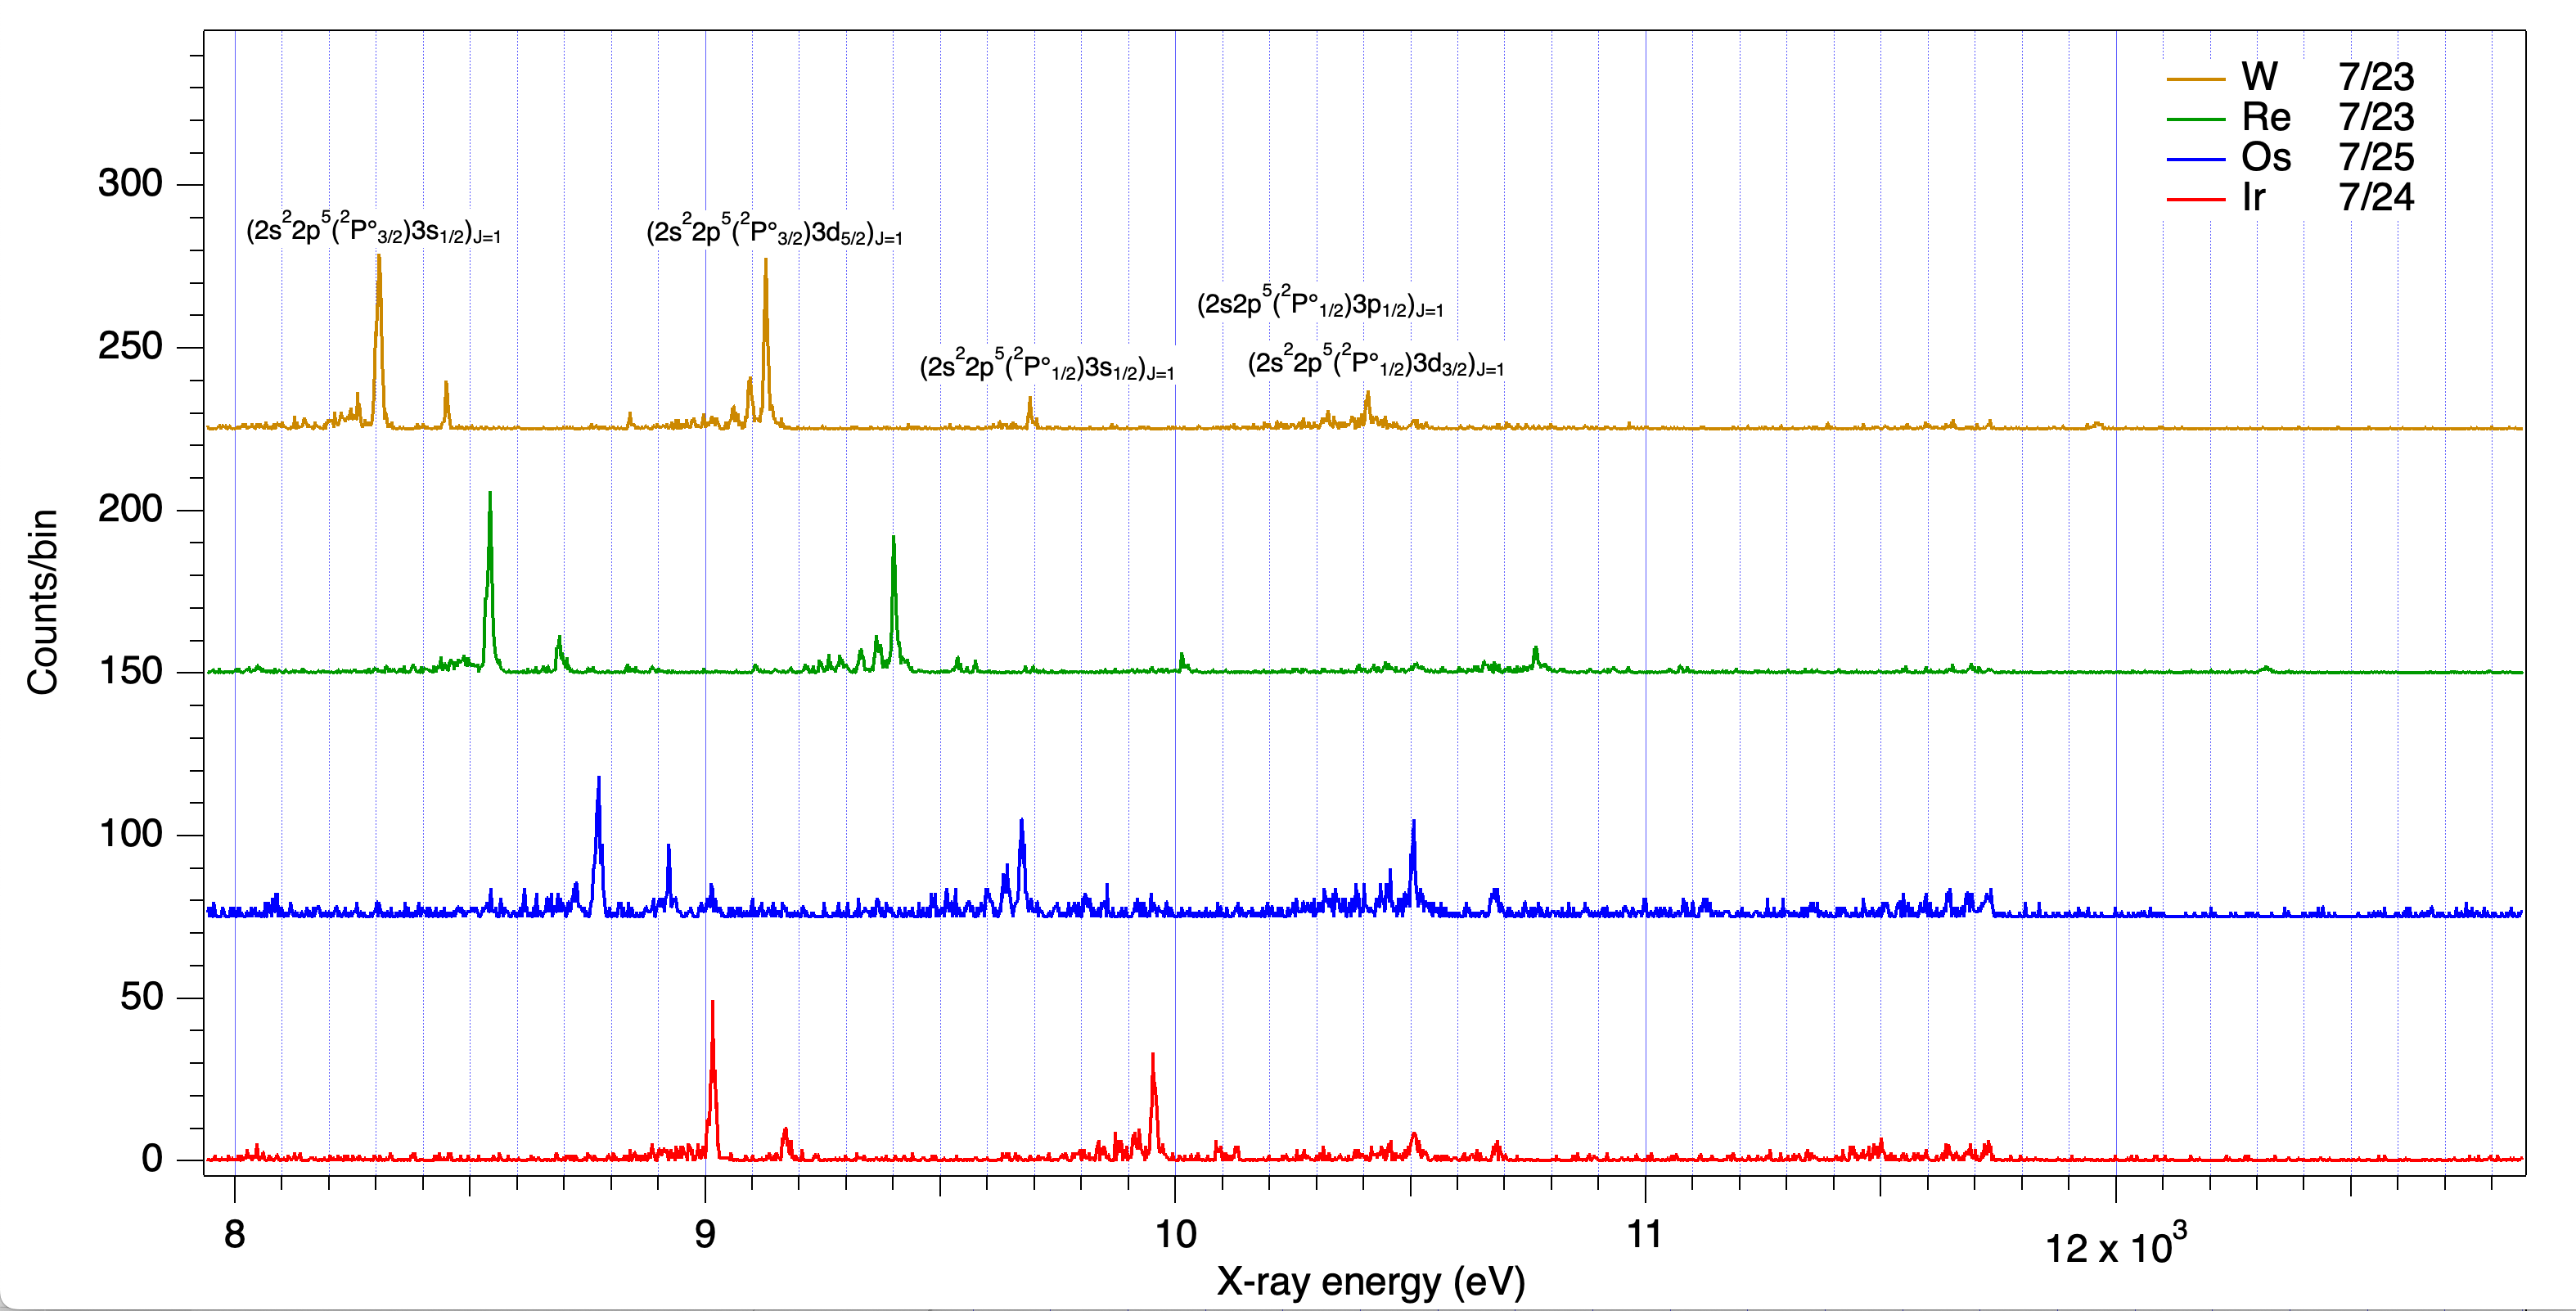 W 7/23
Re 7/23
Os 7/25
Ir 7/24
300
250
200
150
100
50
0
Counts/bin
(2s²2p⁵(²P°₃/₂)3s₁/₂)J=1
(2s²2p⁵(²P°₃/₂)3d₅/₂)J=1
(2s2p⁵(²P°₁/₂)3p₁/₂)J=1
(2s²2p⁵(²P°₁/₂)3s₁/₂)J=1
(2s²2p⁵(²P°₁/₂)3d₃/₂)J=1
8 9 10 11 12 x 10³
X-ray energy (eV)